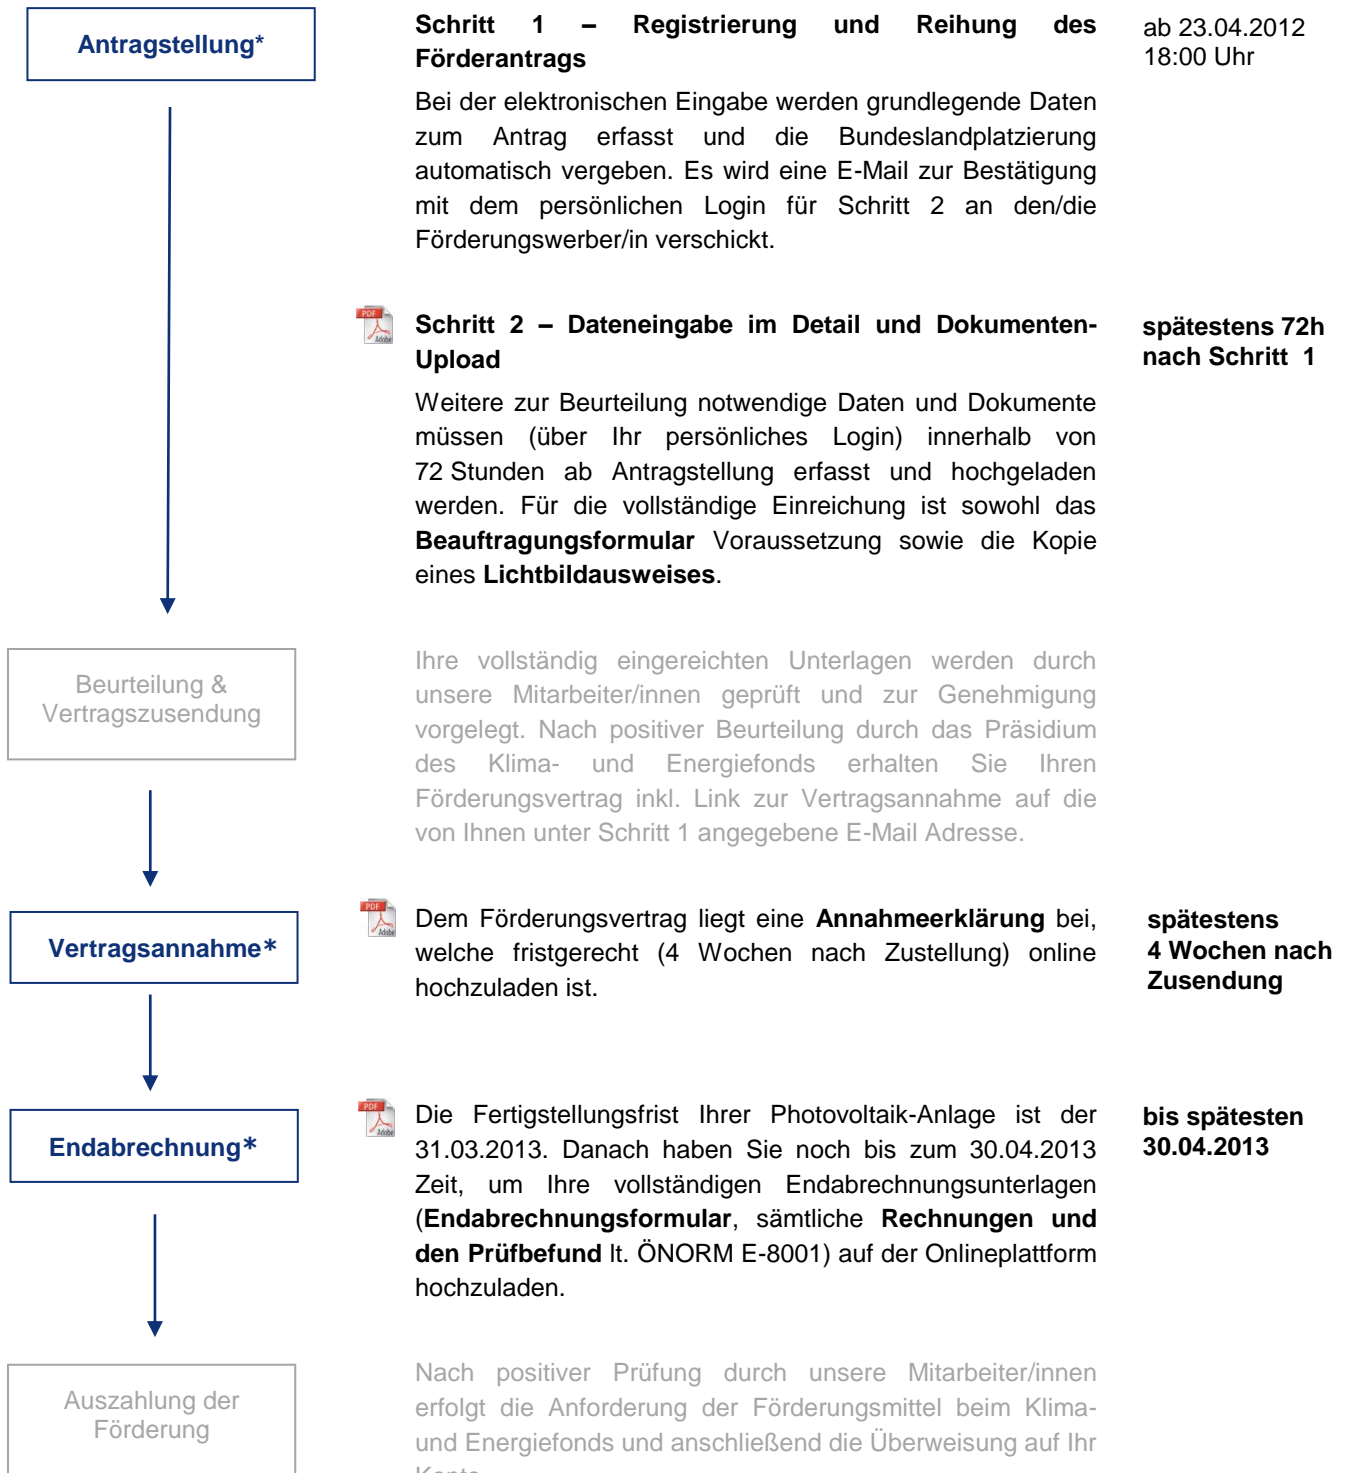 Antragstellung*
Schritt 1 – Registrierung und Reihung des
Förderantrags
ab 23.04.2012
18:00 Uhr
Bei der elektronischen Eingabe werden grundlegende Daten
zum Antrag erfasst und die Bundeslandplatzierung
automatisch vergeben. Es wird eine E-Mail zur Bestätigung
mit dem persönlichen Login für Schritt 2 an den/die
Förderungswerber/in verschickt.
PDF
Adobe
Schritt 2 – Dateneingabe im Detail und Dokumenten-
Upload
spätestens 72h
nach Schritt 1
Weitere zur Beurteilung notwendige Daten und Dokumente
müssen (über Ihr persönliches Login) innerhalb von
72 Stunden ab Antragstellung erfasst und hochgeladen
werden. Für die vollständige Einreichung ist sowohl das
Beauftragungsformular Voraussetzung sowie die Kopie
eines Lichtbildausweises.
Beurteilung &
Vertragszusendung
Ihre vollständig eingereichten Unterlagen werden durch
unsere Mitarbeiter/innen geprüft und zur Genehmigung
vorgelegt. Nach positiver Beurteilung durch das Präsidium
des Klima- und Energiefonds erhalten Sie Ihren
Förderungsvertrag inkl. Link zur Vertragsannahme auf die
von Ihnen unter Schritt 1 angegebene E-Mail Adresse.
Vertragsannahme*
PDF
Adobe
Dem Förderungsvertrag liegt eine Annahmeerklärung bei,
welche fristgerecht (4 Wochen nach Zustellung) online
hochzuladen ist.
spätestens
4 Wochen nach
Zusendung
Endabrechnung*
PDF
Adobe
Die Fertigstellungsfrist Ihrer Photovoltaik-Anlage ist der
31.03.2013. Danach haben Sie noch bis zum 30.04.2013
Zeit, um Ihre vollständigen Endabrechnungsunterlagen
(Endabrechnungsformular, sämtliche Rechnungen und
den Prüfbefund lt. ÖNORM E-8001) auf der Onlineplattform
hochzuladen.
bis spätesten
30.04.2013
Auszahlung der
Förderung
Nach positiver Prüfung durch unsere Mitarbeiter/innen
erfolgt die Anforderung der Förderungsmittel beim Klima-
und Energiefonds und anschließend die Überweisung auf Ihr